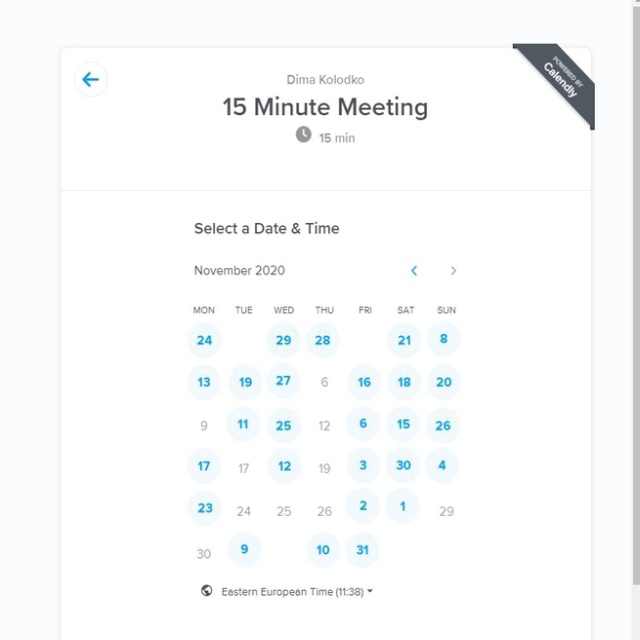 POWERED BY
Calendly
Dima Kolodko
15 Minute Meeting
15 min
Select a Date & Time
November 2020
MON TUE WED THU FRI SAT SUN
24 29 28 21 8
13 19 27 6 16 18 20
9 11 25 12 6 15 26
17 17 12 19 3 30 4
23 24 25 26 2 1 29
30 9 10 31
Eastern European Time (11:38)